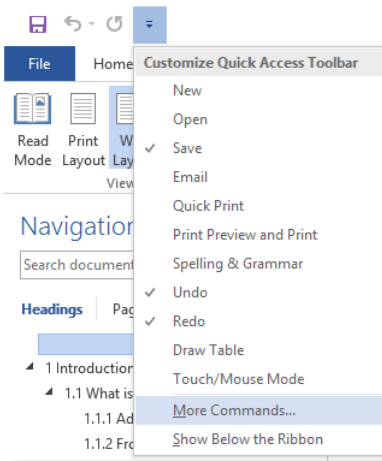 File Home
Customize Quick Access Toolbar
New
Open
Save
Email
Quick Print
Print Preview and Print
Spelling & Grammar
Undo
Redo
Draw Table
Touch/Mouse Mode
More Commands...
Show Below the Ribbon
Read Mode
Print Layout
W
Lay
View
Navigation
Search document
Headings
Pag
1 Introduction
1.1 What is
1.1.1 Ad
1.1.2 Fro